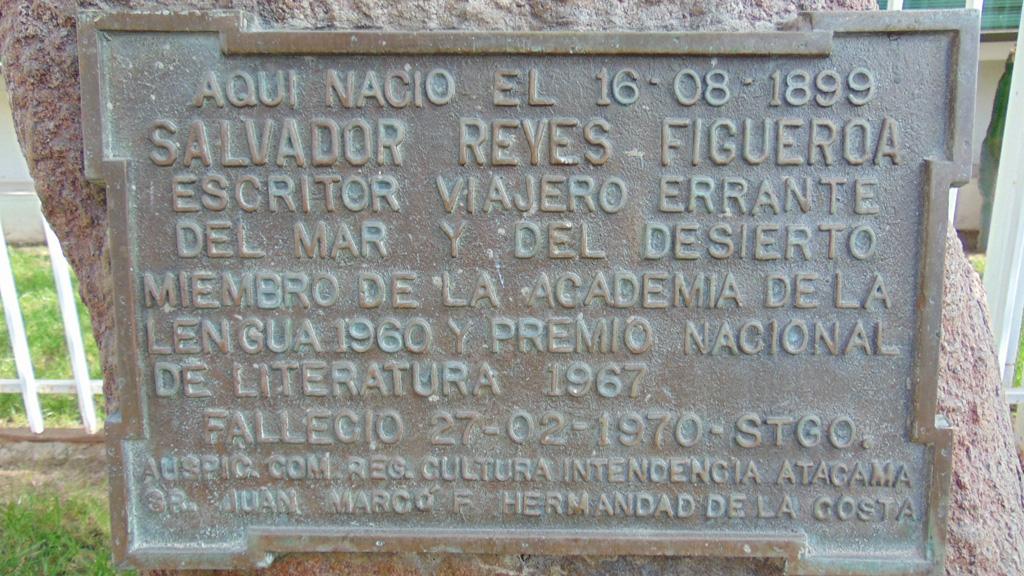 AQUI NACIO EL 16-08-1899
SALVADOR REYES FIGUEROA
ESCRITOR VIAJERO ERRANTE
DEL MAR Y DEL DESIERTO
MIEMBRO DE LA ACADEMIA DE LA
LENGUA 1960 Y PREMIO NACIONAL
DE LITERATURA 1967
FALLECIO 27-02-1970-STGO.
AUSPIC. COM. REG. CULTURA INTENCENCIA ATACAMA
SR. JUAN MARCÓ F. HERMANDAD DE LA COSTA